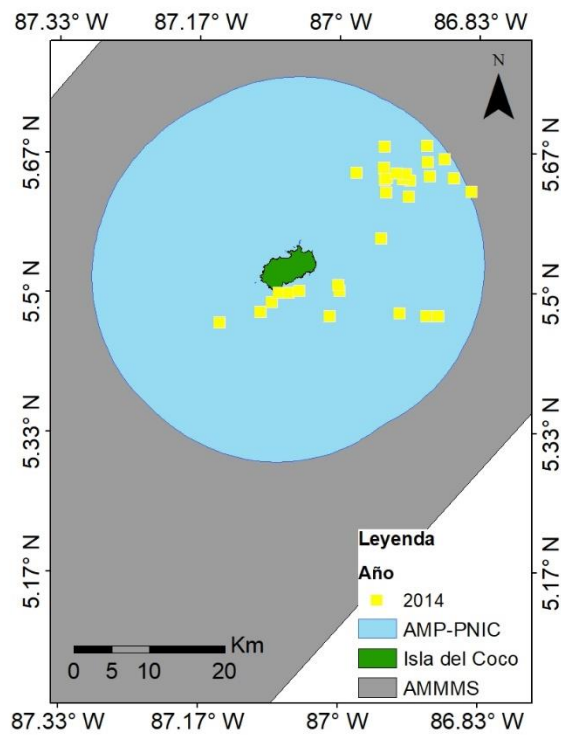 87.33° W 87.17° W 87° W 86.83° W
N
5.67° N 5.67° N
5.5° N 5.5° N
5.33° N 5.33° N
5.17° N 5.17° N
Leyenda
Año
2014
AMP-PNIC
Isla del Coco
AMMMS
Km
0 5 10 20
87.33° W 87.17° W 87° W 86.83° W